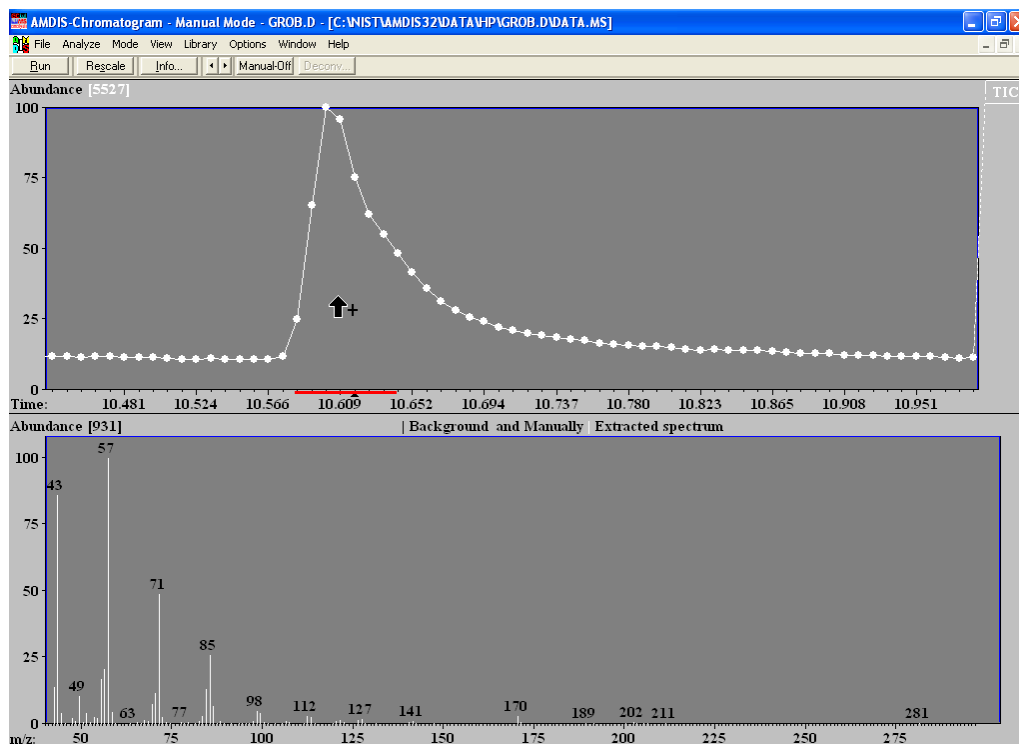 AMDIS-Chromatogram - Manual Mode - GROB.D - [C:\NIST\AMDIS32\DATA\HP\GROB.D\DATA.MS]
File Analyze Mode View Library Options Window Help
Run Rescale Info... Manual-Off Deconv...
Abundance [5527]
TIC
100
75
50
25
0
Time: 10.481 10.524 10.566 10.609 10.652 10.694 10.737 10.780 10.823 10.865 10.908 10.951
Abundance [931] | Background and Manually | Extracted spectrum
100
57
43
75
71
50
85
25
49
98
63 77 112 127 141 170 189 202 211 281
0
m/z: 50 75 100 125 150 175 200 225 250 275